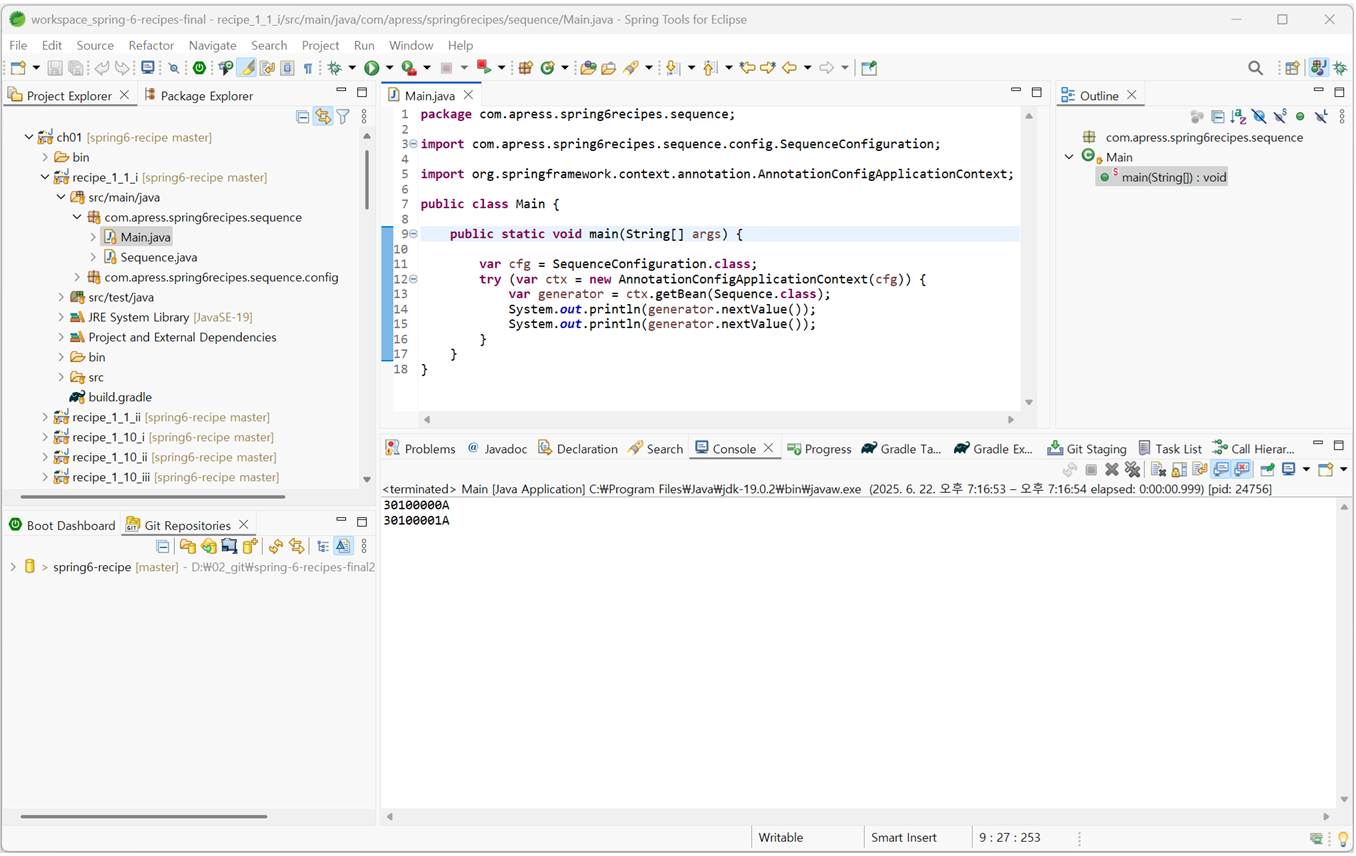 workspace_spring-6-recipes-final - recipe_1_1_i/src/main/java/com/apress/spring6recipes/sequence/Main.java - Spring Tools for Eclipse
File Edit Source Refactor Navigate Search Project Run Window Help
Project Explorer
Package Explorer
ch01 [spring6-recipe master]
bin
recipe_1_1_i [spring6-recipe master]
src/main/java
com.apress.spring6recipes.sequence
Main.java
Sequence.java
com.apress.spring6recipes.sequence.config
src/test/java
JRE System Library [JavaSE-19]
Project and External Dependencies
bin
src
build.gradle
recipe_1_1_ii [spring6-recipe master]
recipe_1_10_i [spring6-recipe master]
recipe_1_10_ii [spring6-recipe master]
recipe_1_10_iii [spring6-recipe master]
Boot Dashboard
Git Repositories
> spring6-recipe [master] - D:₩02_git₩spring-6-recipes-final2
Main.java
1 package com.apress.spring6recipes.sequence;
2
3 import com.apress.spring6recipes.sequence.config.SequenceConfiguration;
4
5 import org.springframework.context.annotation.AnnotationConfigApplicationContext;
6
7 public class Main {
8
9     public static void main(String[] args) {
10
11         var cfg = SequenceConfiguration.class;
12         try (var ctx = new AnnotationConfigApplicationContext(cfg)) {
13             var generator = ctx.getBean(Sequence.class);
14             System.out.println(generator.nextValue());
15             System.out.println(generator.nextValue());
16         }
17     }
18 }
Outline
com.apress.spring6recipes.sequence
Main
main(String[]) : void
Problems Javadoc Declaration Search Console Progress Gradle Ta... Gradle Ex... Git Staging Task List Call Hierar...
<terminated> Main [Java Application] C:₩Program Files₩Java₩jdk-19.0.2₩bin₩javaw.exe (2025. 6. 22. 오후 7:16:53 – 오후 7:16:54 elapsed: 0:00:00.999) [pid: 24756]
30100000A
30100001A
Writable
Smart Insert
9 : 27 : 253